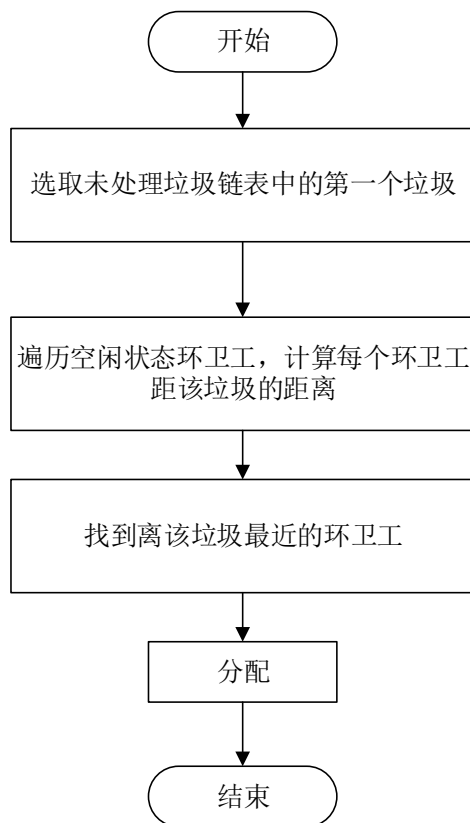 开始
选取未处理垃圾链表中的第一个垃圾
遍历空闲状态环卫工，计算每个环卫工
距该垃圾的距离
找到离该垃圾最近的环卫工
分配
结束